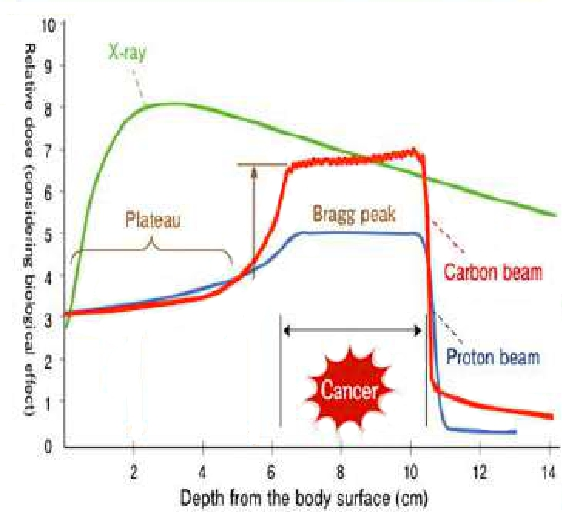 Relative dose (considering biological effect)
10
9
8
7
6
5
4
3
2
1
0
X-ray
Plateau
Bragg peak
Carbon beam
Proton beam
Cancer
2 4 6 8 10 12 14
Depth from the body surface (cm)